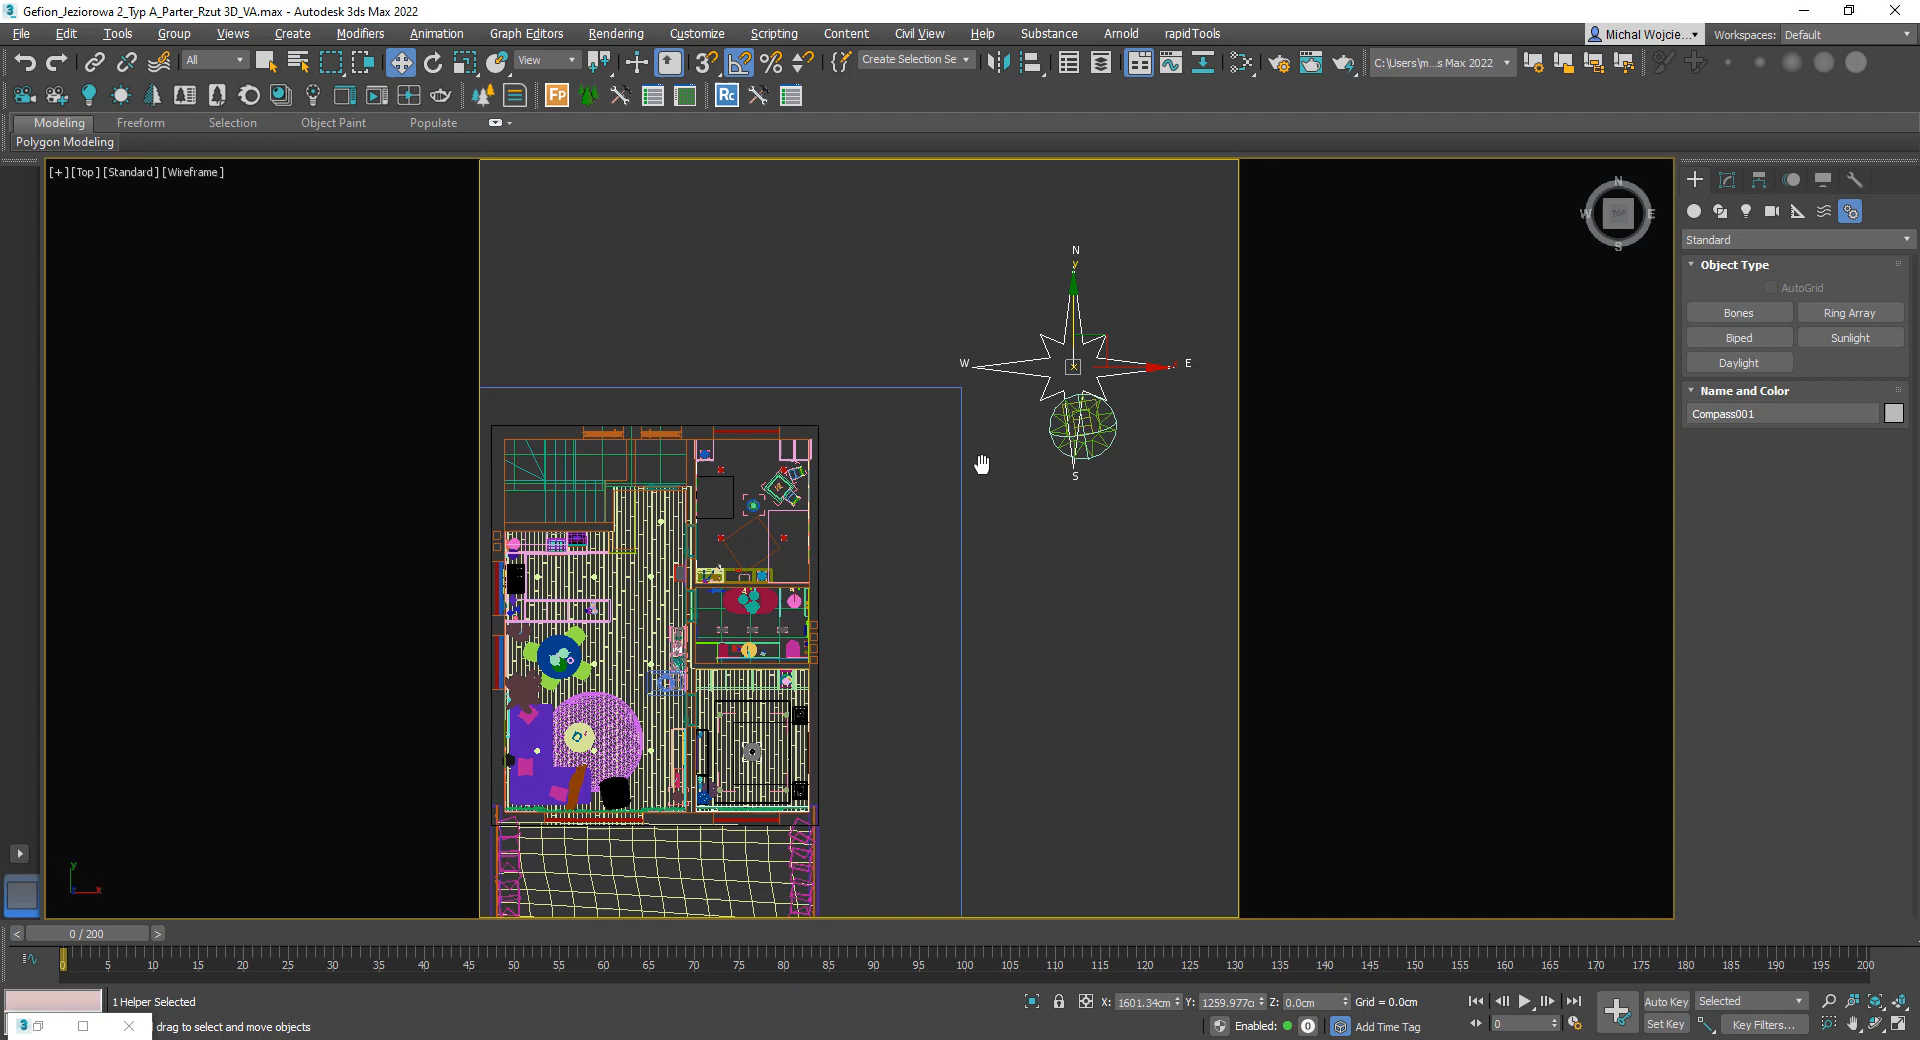 Gefion_Jeziorowa 2_Typ A_Parter_Rzut 3D_VA.max - Autodesk 3ds Max 2022
File Edit Tools Group Views Create Modifiers Animation Graph Editors Rendering Customize Scripting Content Civil View Help Substance Arnold rapidTools Michal Wojcie... Workspaces: Default
All View Create Selection Se C:\Users\m...s Max 2022
Fp Rc
Modeling Freeform Selection Object Paint Populate
Polygon Modeling
[+] [Top] [Standard] [Wireframe]
N
W TOP E
S
Standard
Object Type
AutoGrid
Bones Ring Array
Biped Sunlight
Daylight
Name and Color
Compass001
N
y
W x E
S
y
x
< 0 / 200 >
0 5 10 15 20 25 30 35 40 45 50 55 60 65 70 75 80 85 90 95 100 105 110 115 120 125 130 135 140 145 150 155 160 165 170 175 180 185 190 195 200
1 Helper Selected X: 1601.34cm Y: 1259.977c Z: 0.0cm Grid = 0.0cm Auto Key Selected
drag to select and move objects Enabled: 0 Add Time Tag 0 Set Key Key Filters...